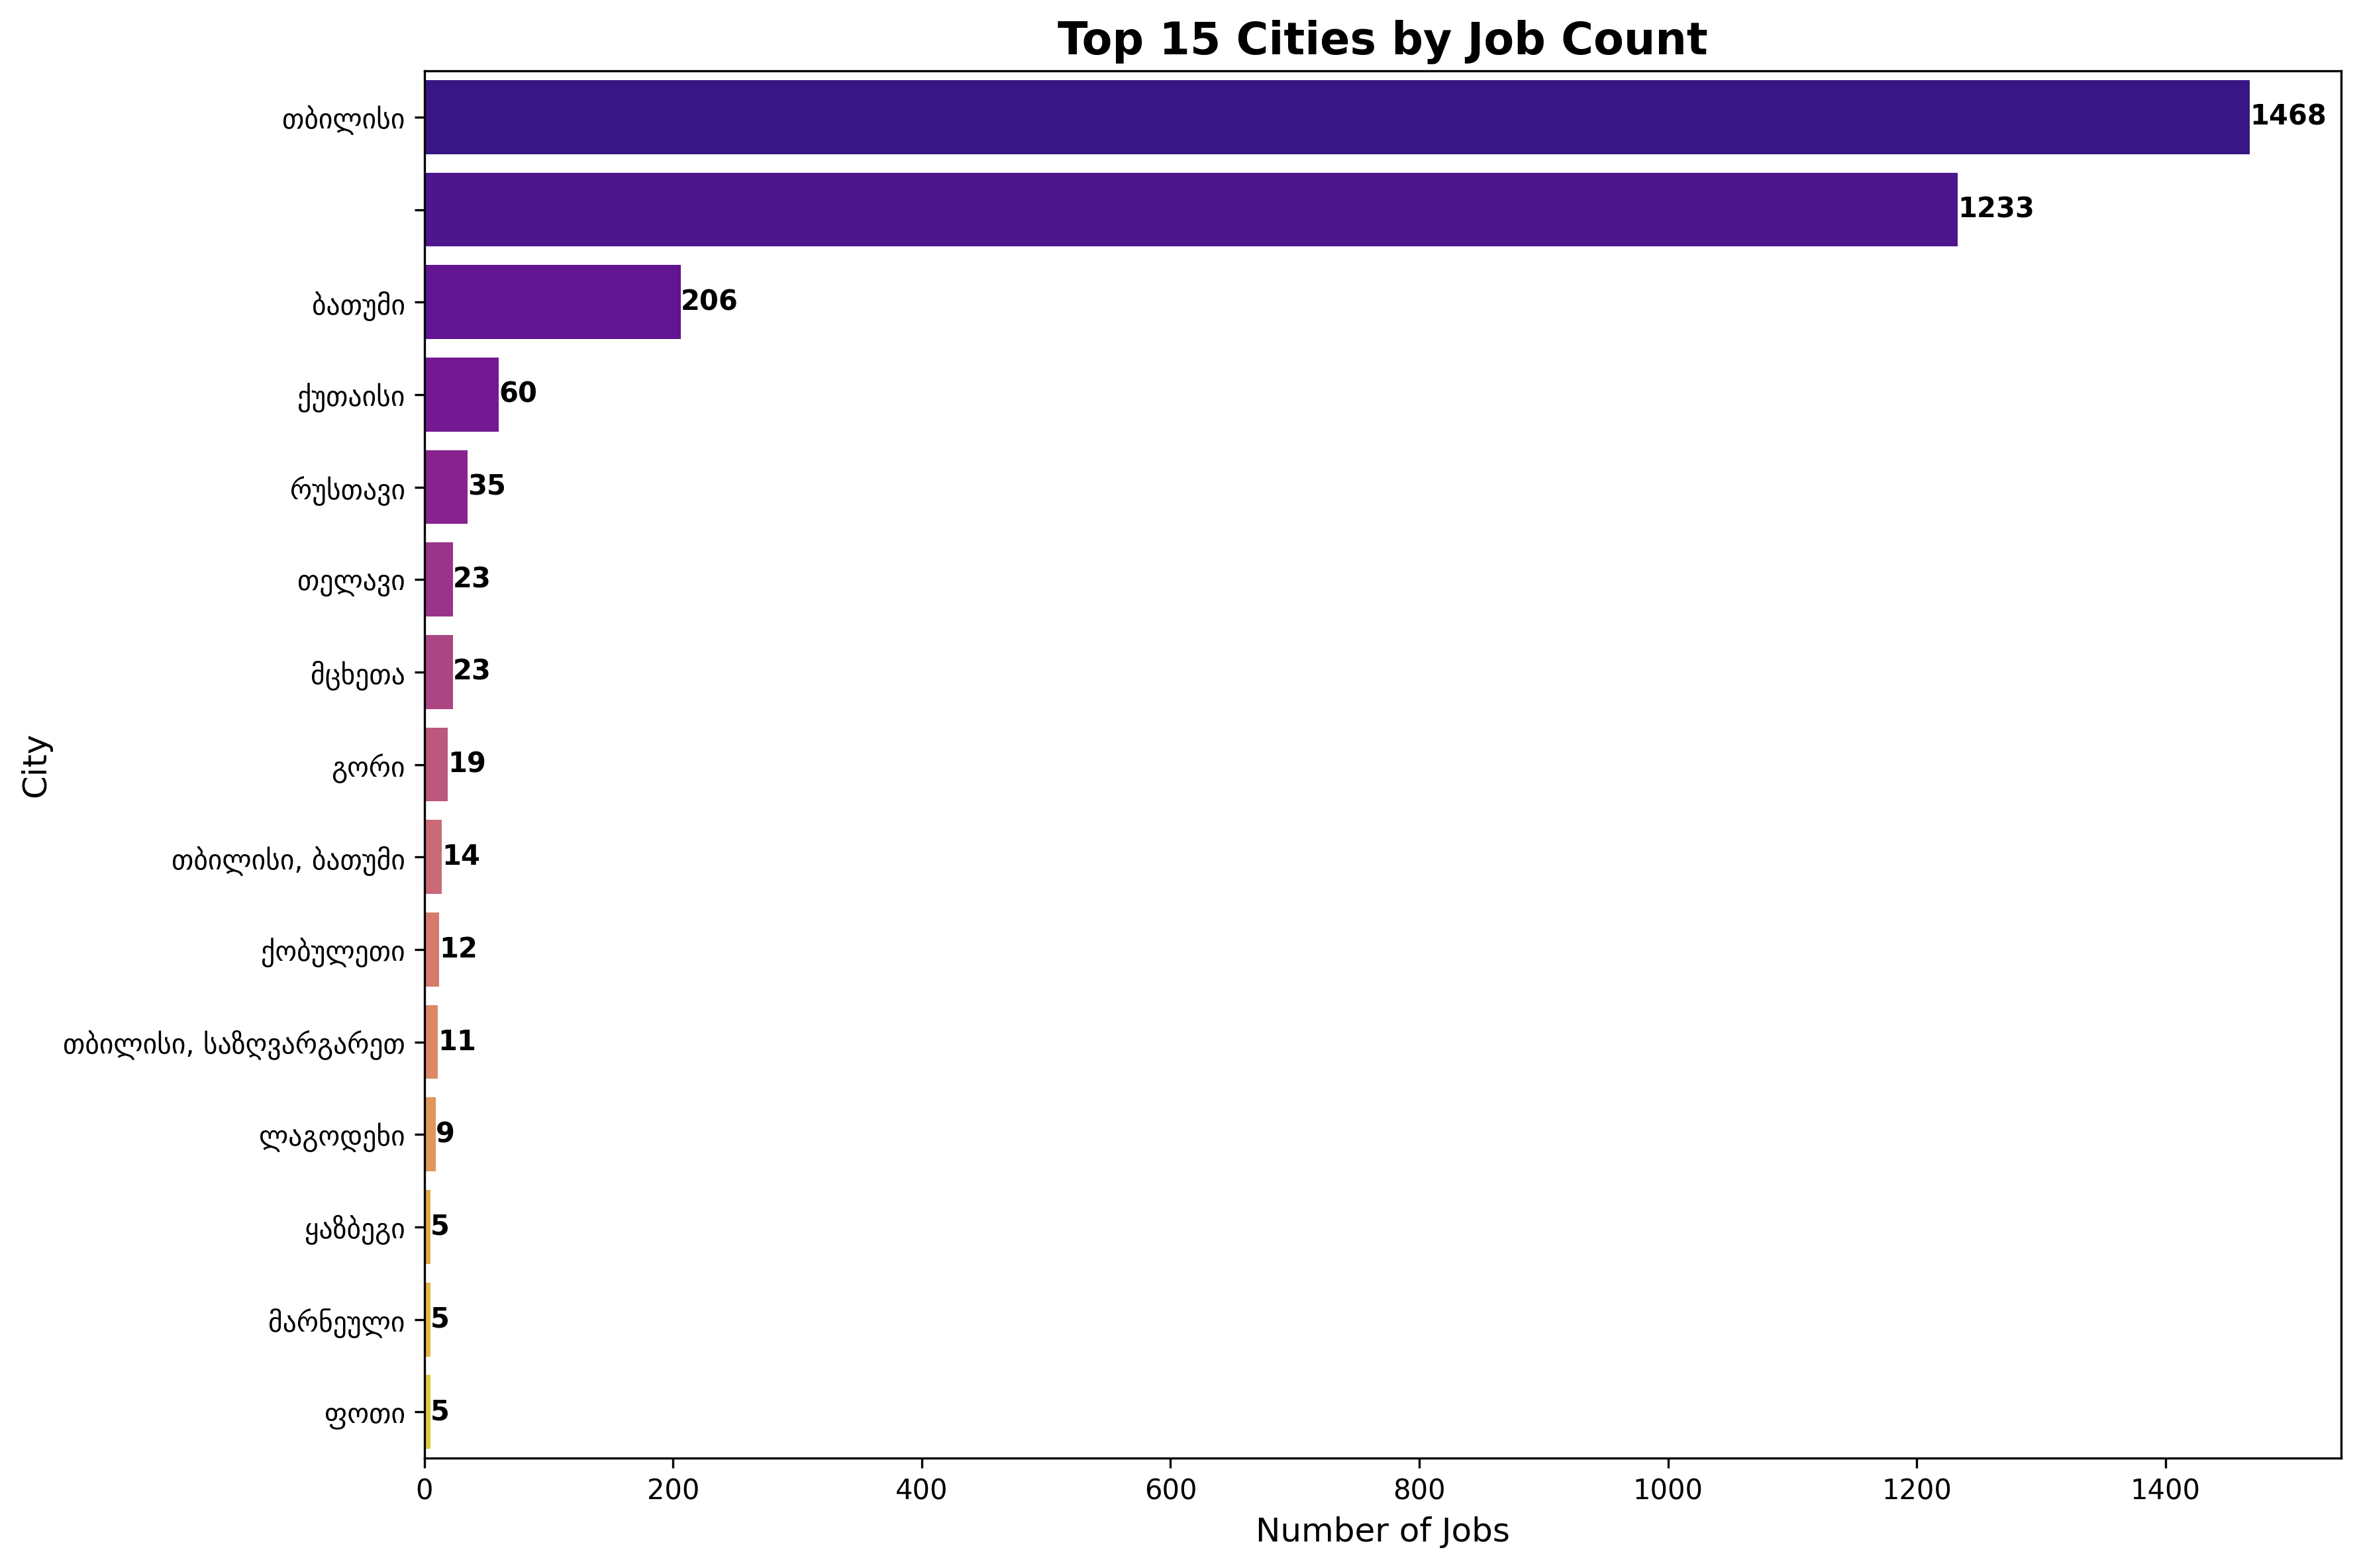 Top 15 Cities by Job Count
თბილისი 1468
1233
ბათუმი 206
ქუთაისი 60
რუსთავი 35
თელავი 23
მცხეთა 23
გორი 19
თბილისი, ბათუმი 14
ქობულეთი 12
თბილისი, საზღვარგარეთ 11
ლაგოდეხი 9
ყაზბეგი 5
მარნეული 5
ფოთი 5
City
0 200 400 600 800 1000 1200 1400
Number of Jobs